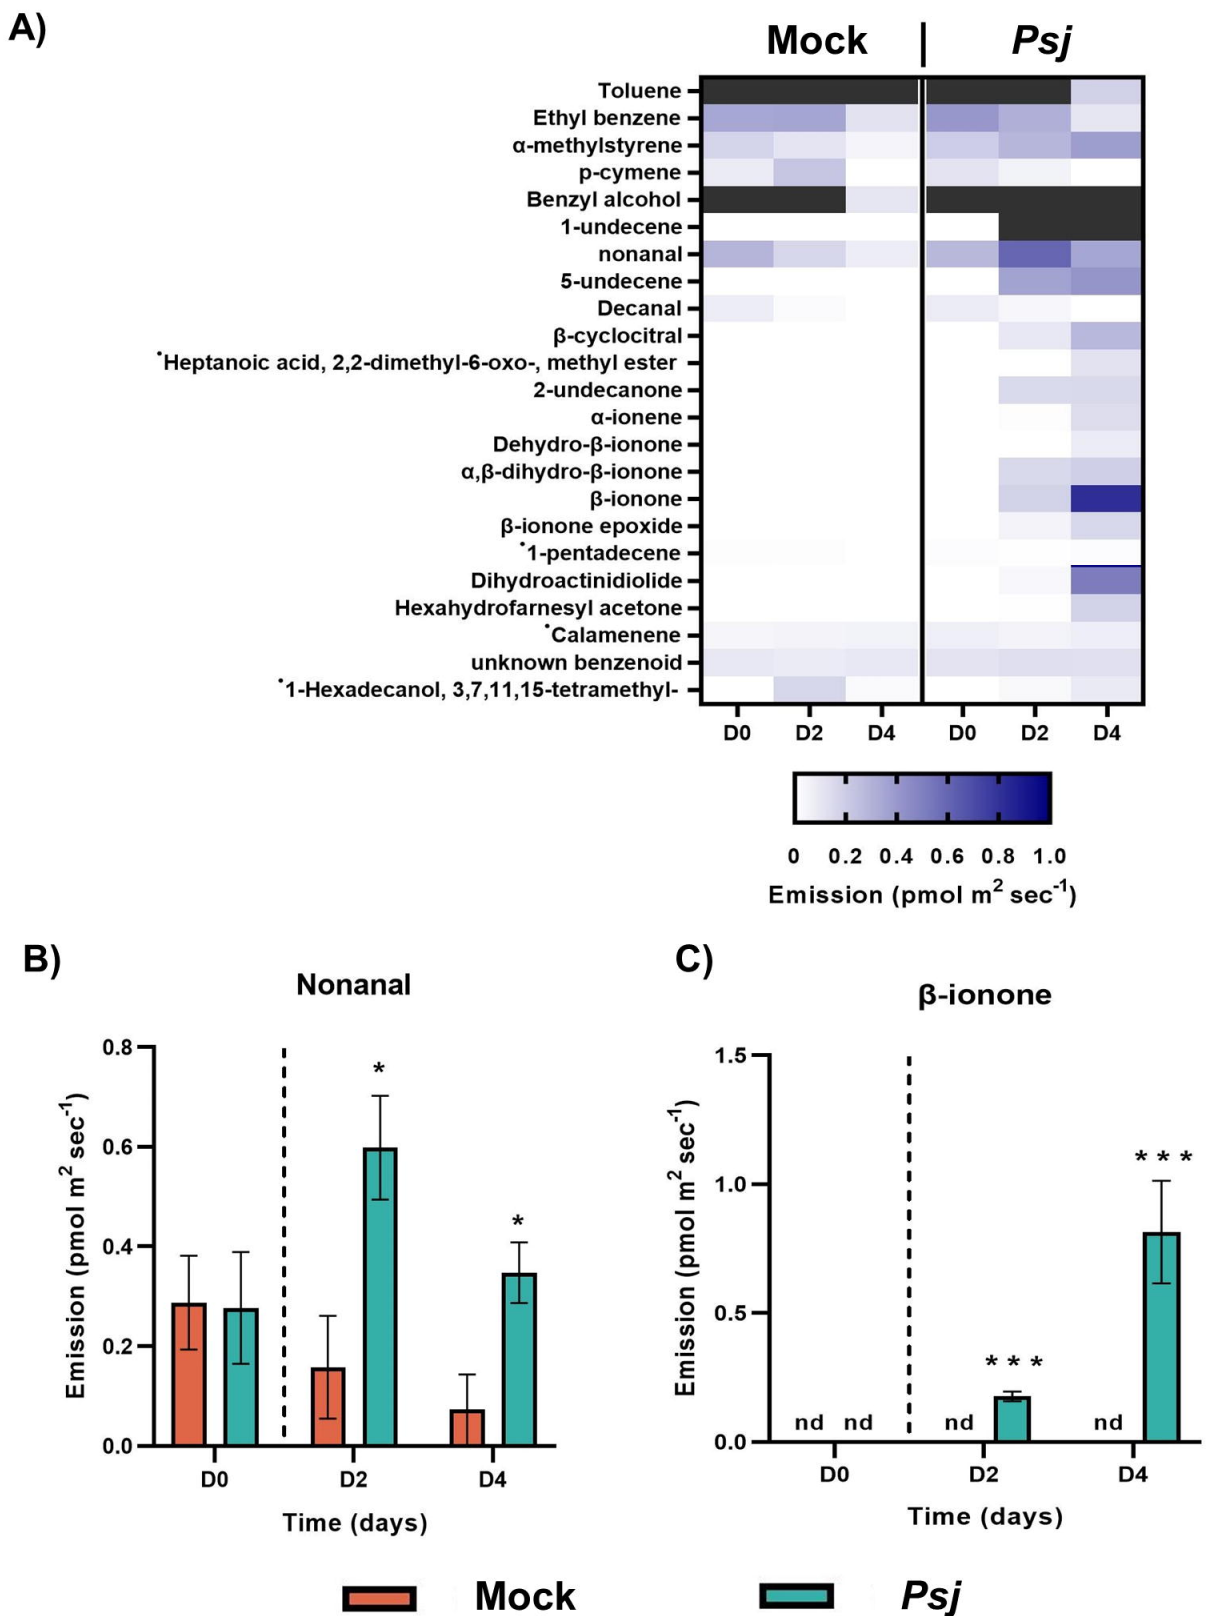 A)
Mock | Psj
Toluene
Ethyl benzene
α-methylstyrene
p-cymene
Benzyl alcohol
1-undecene
nonanal
5-undecene
Decanal
β-cyclocitral
•Heptanoic acid, 2,2-dimethyl-6-oxo-, methyl ester
2-undecanone
α-ionene
Dehydro-β-ionone
α,β-dihydro-β-ionone
β-ionone
β-ionone epoxide
•1-pentadecene
Dihydroactinidiolide
Hexahydrofarnesyl acetone
•Calamenene
unknown benzenoid
•1-Hexadecanol, 3,7,11,15-tetramethyl-
D0 D2 D4 D0 D2 D4
0 0.2 0.4 0.6 0.8 1.0
Emission (pmol m² sec⁻¹)
B)
Nonanal
Emission (pmol m² sec⁻¹)
0.8
0.6
0.4
0.2
0.0
*
*
D0 D2 D4
Time (days)
C)
β-ionone
Emission (pmol m² sec⁻¹)
1.5
1.0
0.5
0.0
* * *
* * *
nd nd nd nd
D0 D2 D4
Time (days)
Mock Psj